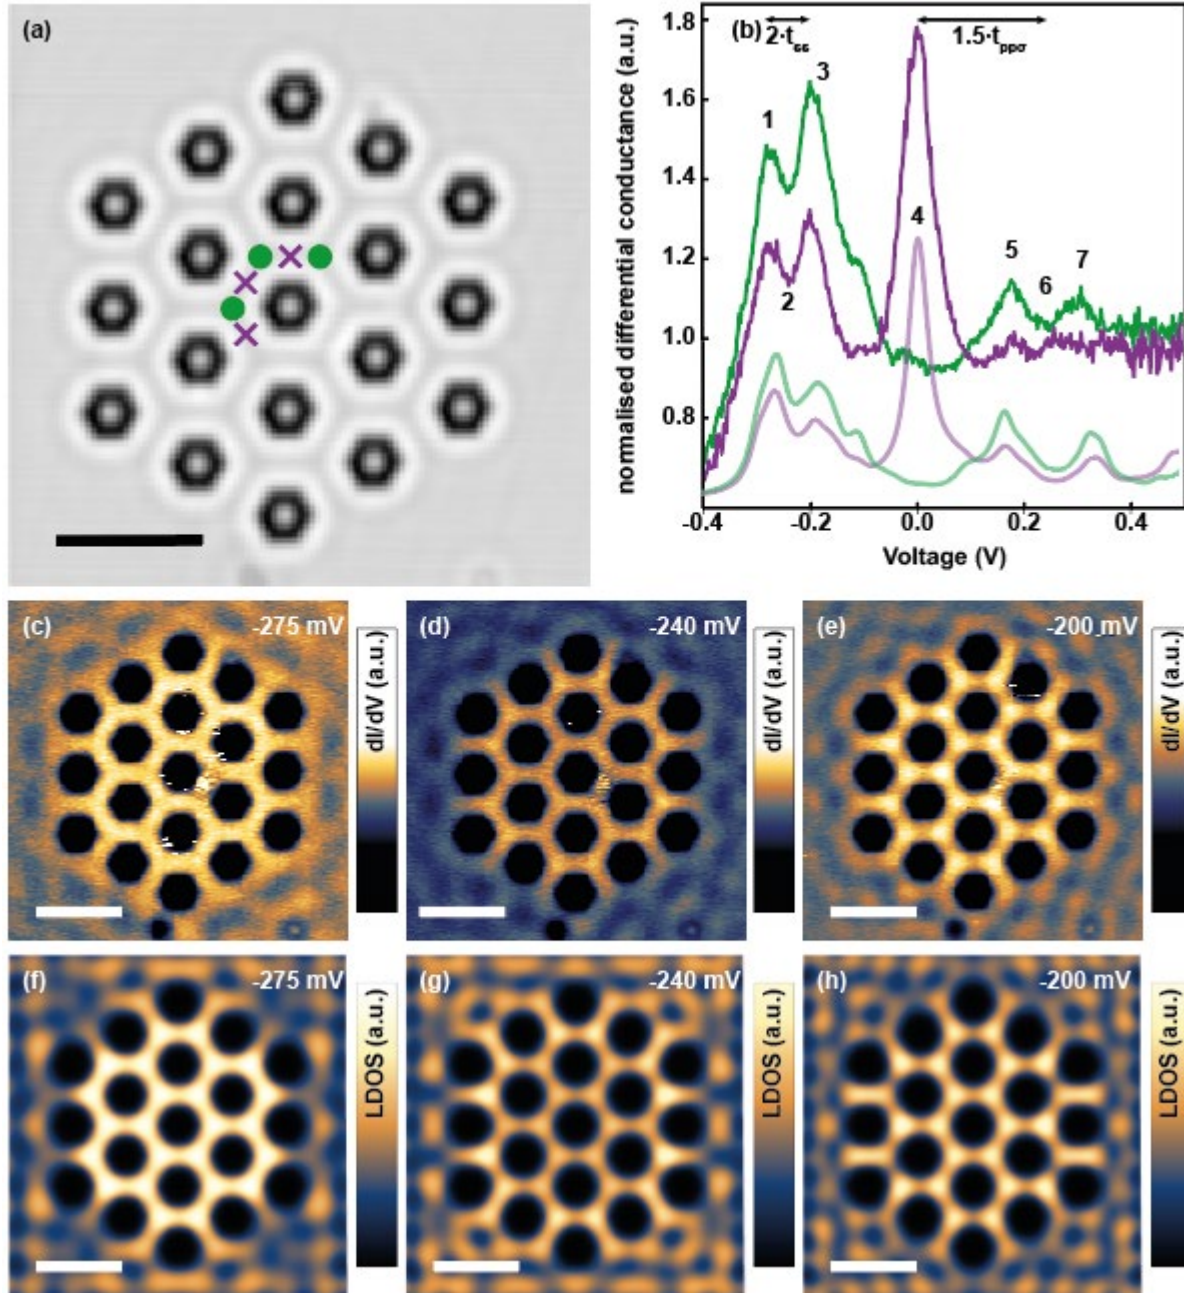 (a)
(b)
2·t₆₆
1.5·tₚₚσ
1
2
3
4
5
6
7
1.8
1.6
1.4
1.2
1.0
0.8
-0.4
-0.2
0.0
0.2
0.4
normalised differential conductance (a.u.)
Voltage (V)
(c)
-275 mV
dI/dV (a.u.)
(d)
-240 mV
dI/dV (a.u.)
(e)
-200 mV
dI/dV (a.u.)
(f)
-275 mV
LDOS (a.u.)
(g)
-240 mV
LDOS (a.u.)
(h)
-200 mV
LDOS (a.u.)